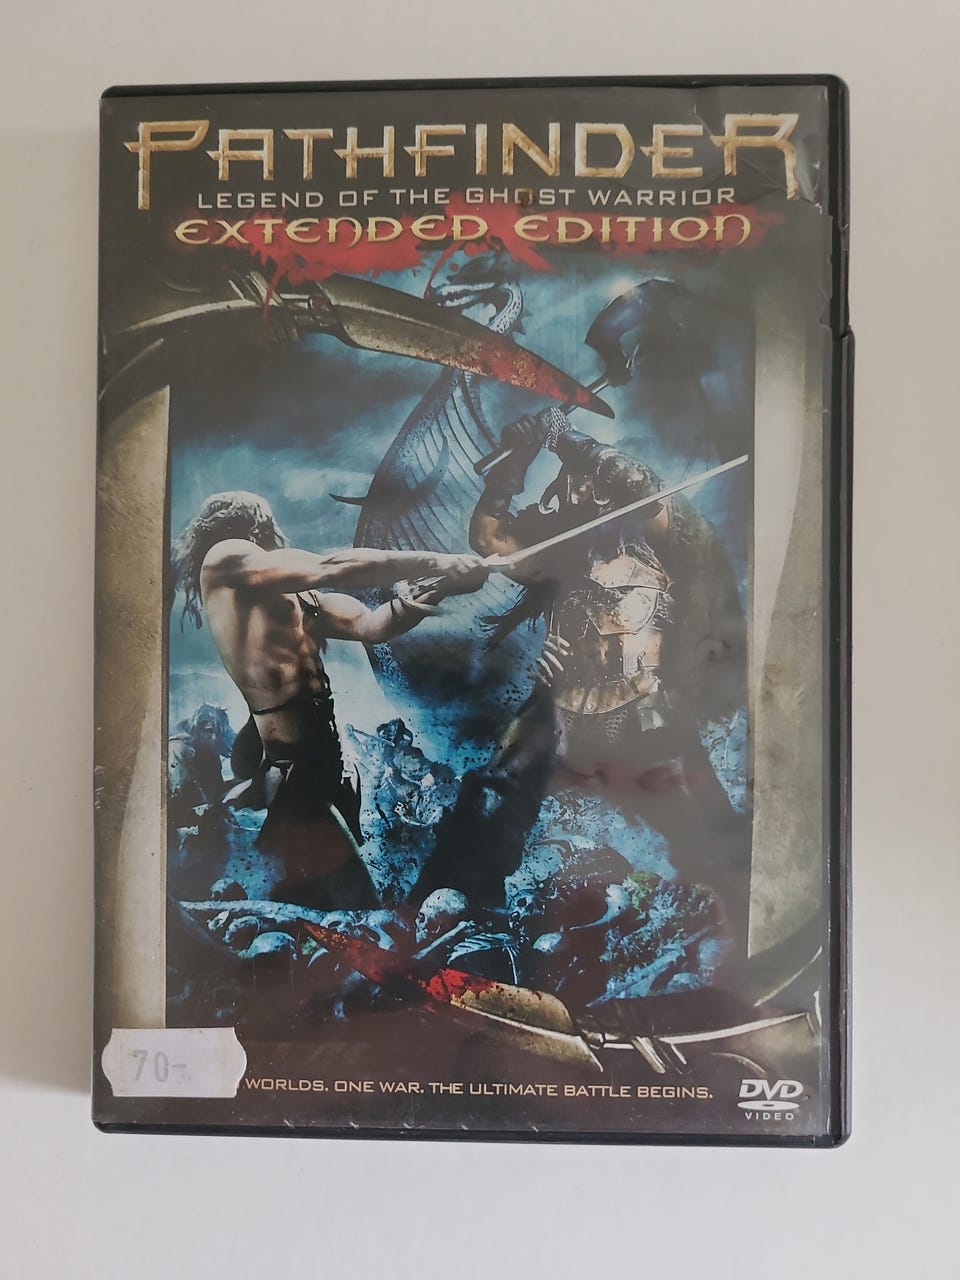 PATHFINDER
LEGEND OF THE GHOST WARRIOR
EXTENDED EDITION
70-
WORLDS. ONE WAR. THE ULTIMATE BATTLE BEGINS.
DVD
VIDEO